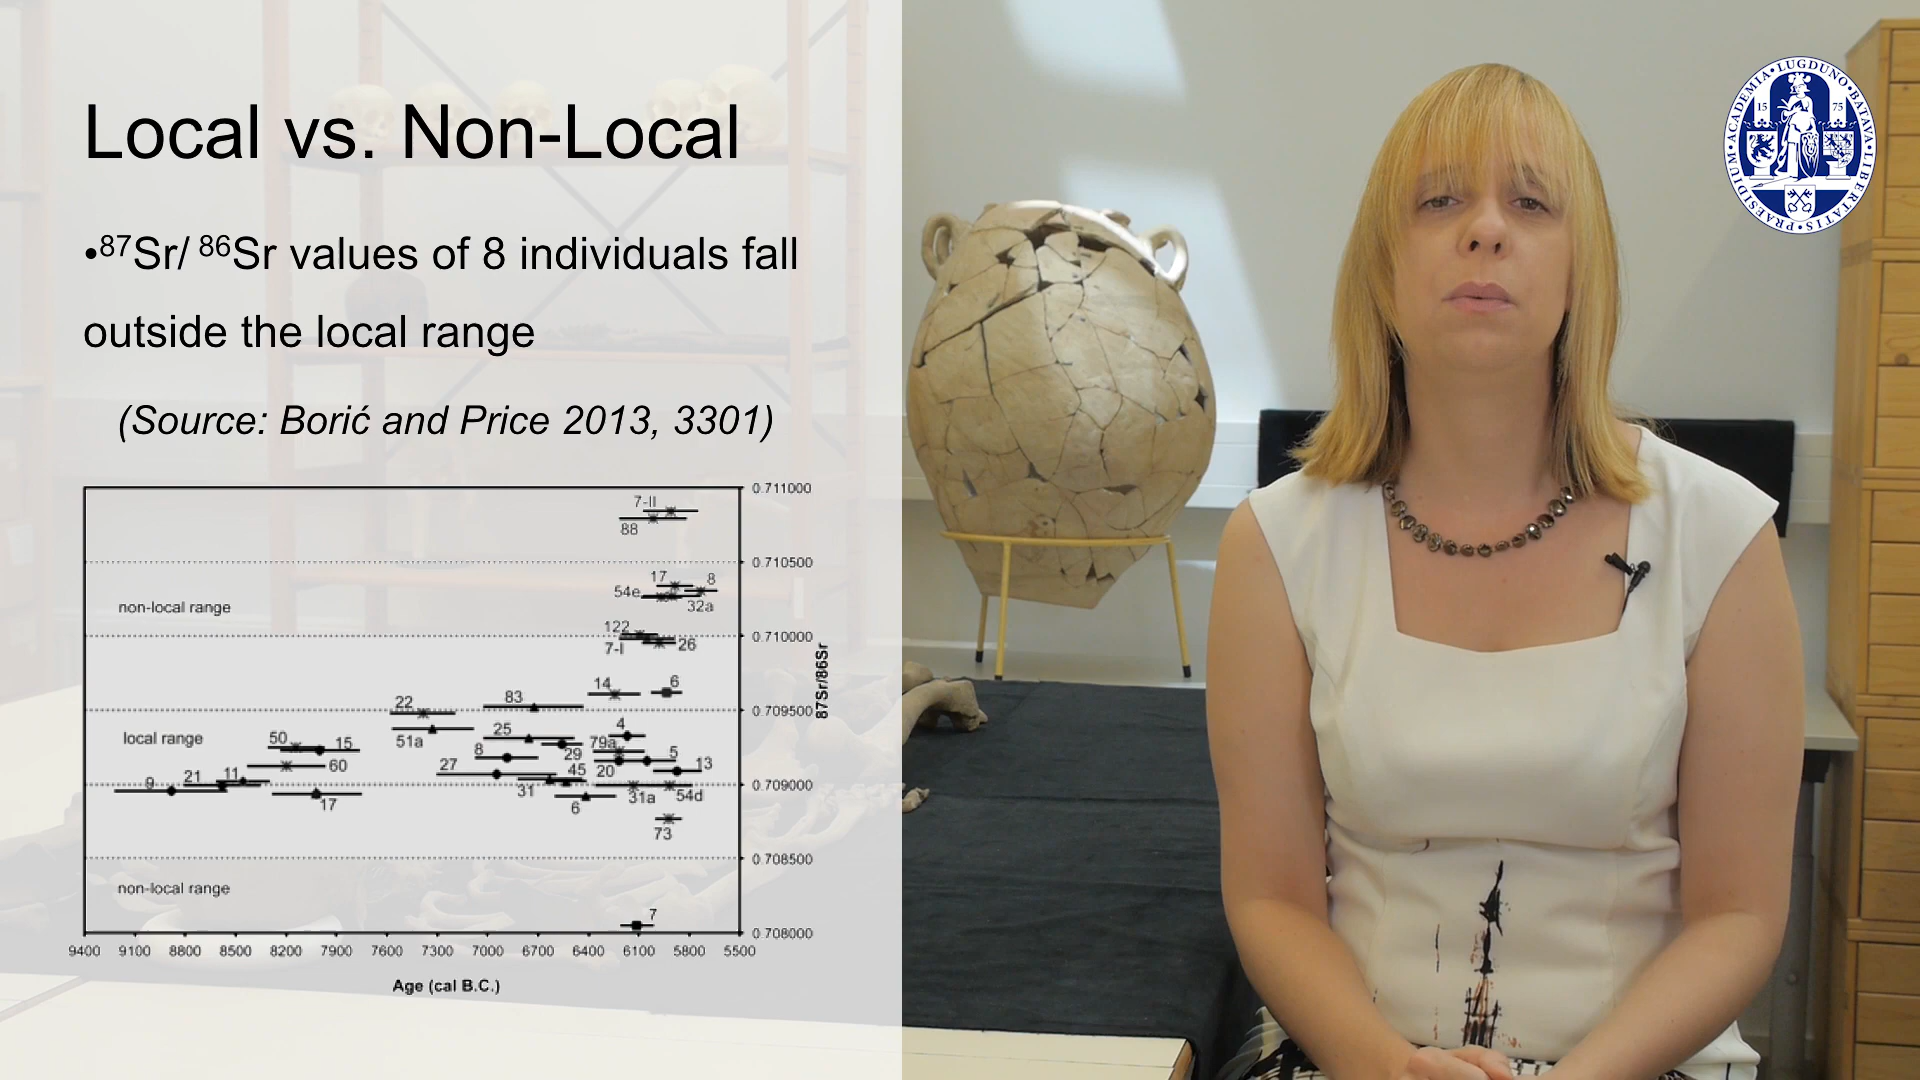 Local vs. Non-Local
•87Sr/ 86Sr values of 8 individuals fall
outside the local range
(Source: Borić and Price 2013, 3301)
0.711000
7-II
88
0.710500
17
8
54e
32a
non-local range
0.710000
122
7-I
26
87Sr/86Sr
14
6
22
83
0.709500
51a
25
4
local range
50
15
8
29
79a
5
60
27
45
20
13
9
21
11
31
0.709000
17
6
31a
54d
73
0.708500
non-local range
7
0.708000
9400 9100 8800 8500 8200 7900 7600 7300 7000 6700 6400 6100 5800 5500
Age (cal B.C.)
ACADEMIA • LUGDUNO • BATAVA • LIBERTATIS • PRAESIDIUM
15 75